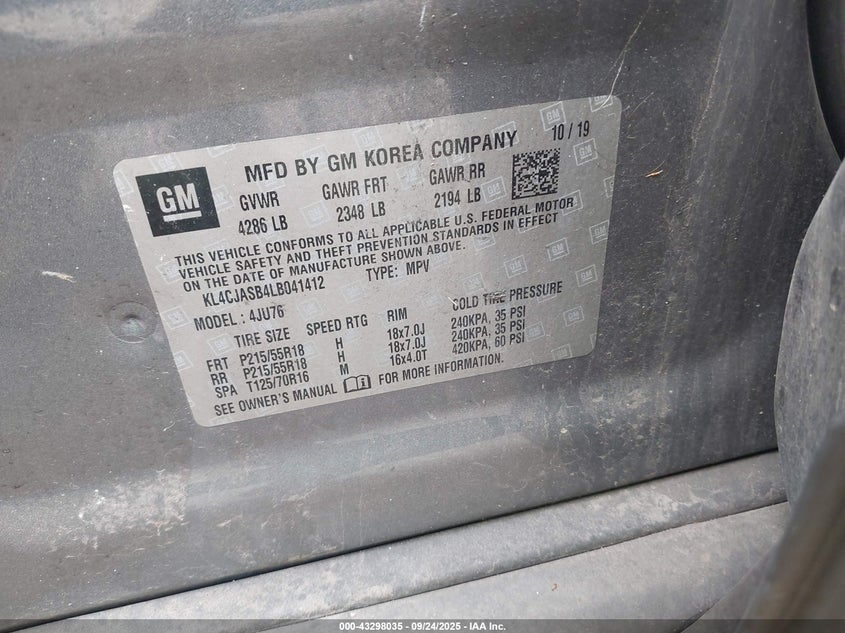 GM
MFD BY GM KOREA COMPANY 10 / 19
GVWR GAWR FRT GAWR RR
4286 LB 2348 LB 2194 LB
THIS VEHICLE CONFORMS TO ALL APPLICABLE U.S. FEDERAL MOTOR
VEHICLE SAFETY AND THEFT PREVENTION STANDARDS IN EFFECT
ON THE DATE OF MANUFACTURE SHOWN ABOVE.
KL4CJASB4LB041412 TYPE: MPV
MODEL : 4JU76
TIRE SIZE SPEED RTG RIM COLD TIRE PRESSURE
FRT P215/55R18 H 18x7.0J 240KPA, 35 PSI
RR P215/55R18 H 18x7.0J 240KPA, 35 PSI
SPA T125/70R16 M 16x4.0T 420KPA, 60 PSI
SEE OWNER'S MANUAL FOR MORE INFORMATION.
000-43298035 - 09/24/2025 - IAA Inc.